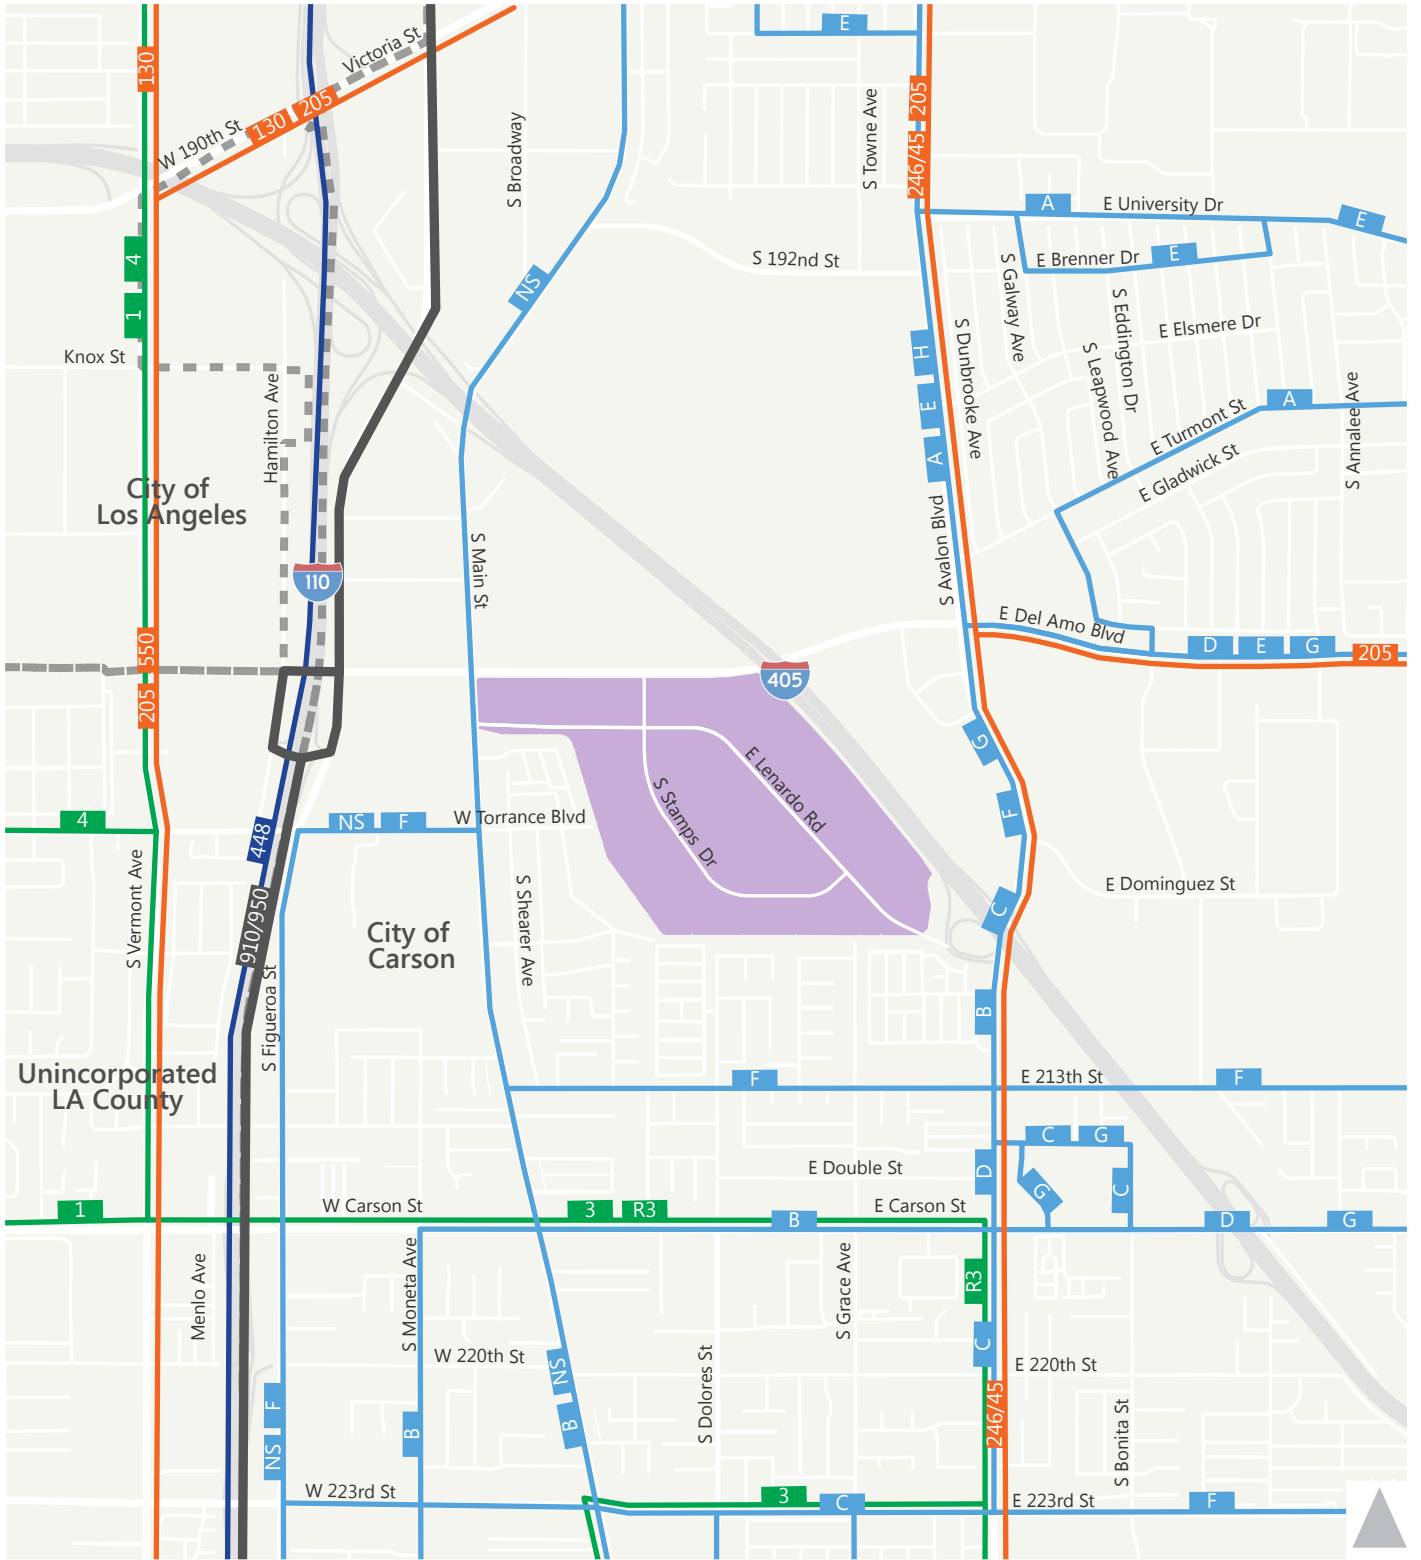 E
130
Victoria St
205
130
W 190th St
S Broadway
S Towne Ave
205
246/45
A
E University Dr
E
4
1
NS
S 192nd St
E Brenner Dr
E
S Galway Ave
S Eddington Dr
E Elsmere Dr
Knox St
Hamilton Ave
H
E
A
S Dunbrooke Ave
S Leapwood Ave
A
E Turmont St
E Gladwick St
S Annalee Ave
City of
Los Angeles
S Main St
S Avalon Blvd
110
550
205
E Del Amo Blvd
D
E
G
205
405
G
E Lenardo Rd
S Stamps Dr
F
4
448
NS
F
W Torrance Blvd
S Vermont Ave
910/950
City of
Carson
S Shearer Ave
E Dominguez St
C
S Figueroa St
B
Unincorporated
LA County
F
E 213th St
F
C
G
D
E Double St
G
C
1
W Carson St
3
R3
B
E Carson St
D
G
Menlo Ave
S Moneta Ave
S Grace Ave
R3
C
W 220th St
NS
B
S Dolores St
E 220th St
246/45
S Bonita St
F
NS
B
W 223rd St
3
C
E 223rd St
F